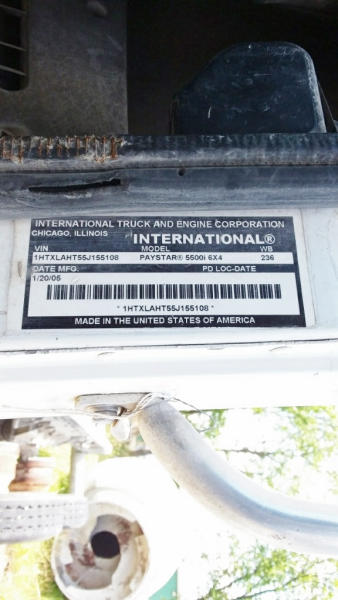 INTERNATIONAL TRUCK AND ENGINE CORPORATION
CHICAGO, ILLINOIS INTERNATIONAL®
VIN MODEL WB
1HTXLAHT55J155108 PAYSTAR® 5500i 6X4 236
DATE MFG. PD LOC-DATE
1/20/05
* 1HTXLAHT55J155108 *
MADE IN THE UNITED STATES OF AMERICA